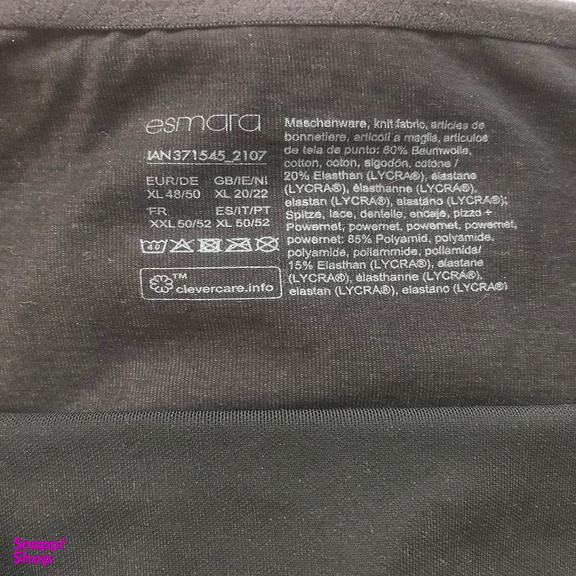 esmara
IAN 371545_2107
EUR/DE GB/IE/NI
XL 48/50 XL 20/22
FR ES/IT/PT
XXL 50/52 XL 50/52
TM
clevercare.info
Maschenware, knit fabric, articles de
bonneterie, articoli a maglia, artículos
de tela de punto: 80% Baumwolle,
cotton, coton, algodón, cotone /
20% Elasthan (LYCRA®), elastane
(LYCRA®), élasthanne (LYCRA®),
elastan (LYCRA®), elastano (LYCRA®);
Spitze, lace, dentelle, encaje, pizzo +
Powernet, powernet, powernet, powernet,
powernet: 85% Polyamid, polyamide,
polyamide, poliammide, poliamida/
15% Elasthan (LYCRA®), elastane
(LYCRA®), élasthanne (LYCRA®),
elastan (LYCRA®), elastano (LYCRA®)
Snapp!
Shop